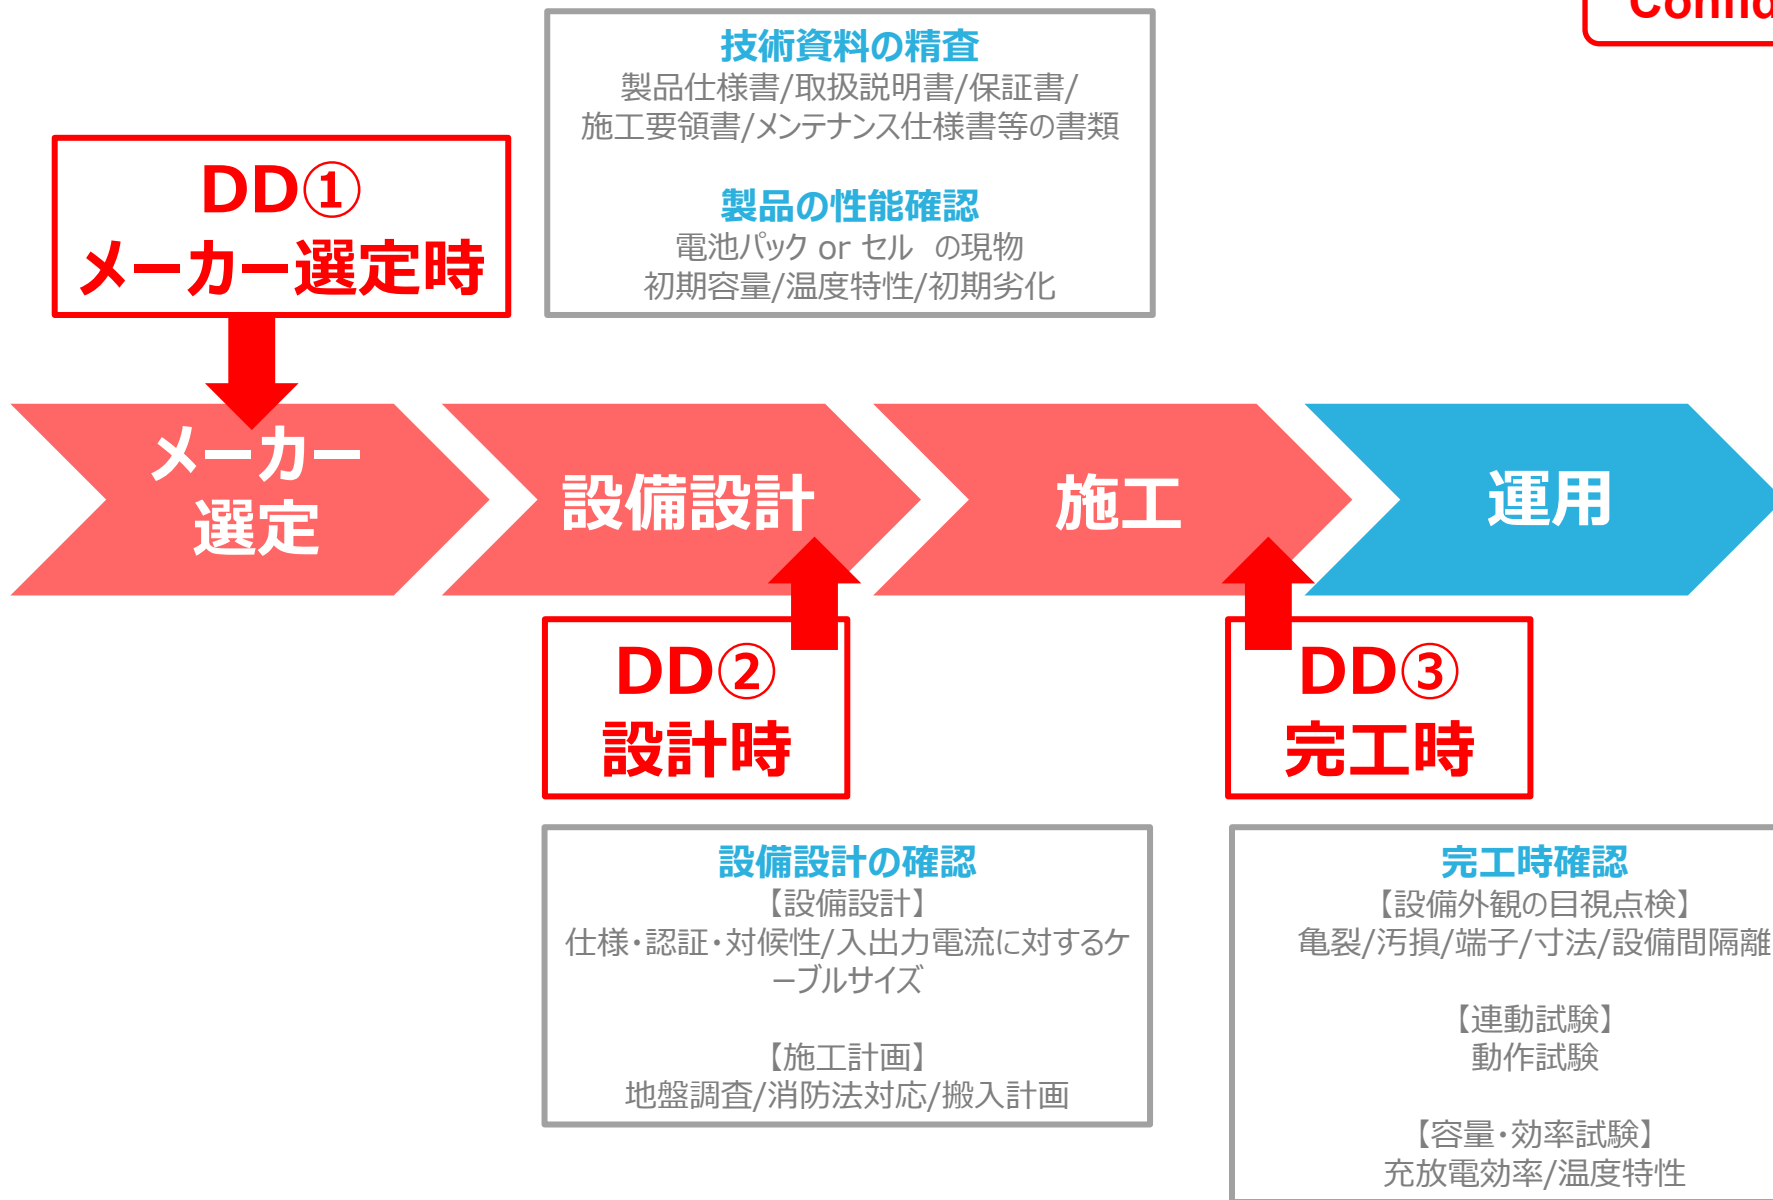 技術資料の精査
製品仕様書/取扱説明書/保証書/
施工要領書/メンテナンス仕様書等の書類
製品の性能確認
電池パック or セル の現物
初期容量/温度特性/初期劣化
DD①
メーカー選定時
メーカー
選定
設備設計
施工
運用
DD②
設計時
DD③
完工時
設備設計の確認
【設備設計】
仕様・認証・対候性/入出力電流に対するケ
ーブルサイズ
【施工計画】
地盤調査/消防法対応/搬入計画
完工時確認
【設備外観の目視点検】
亀裂/汚損/端子/寸法/設備間隔離
【連動試験】
動作試験
【容量・効率試験】
充放電効率/温度特性